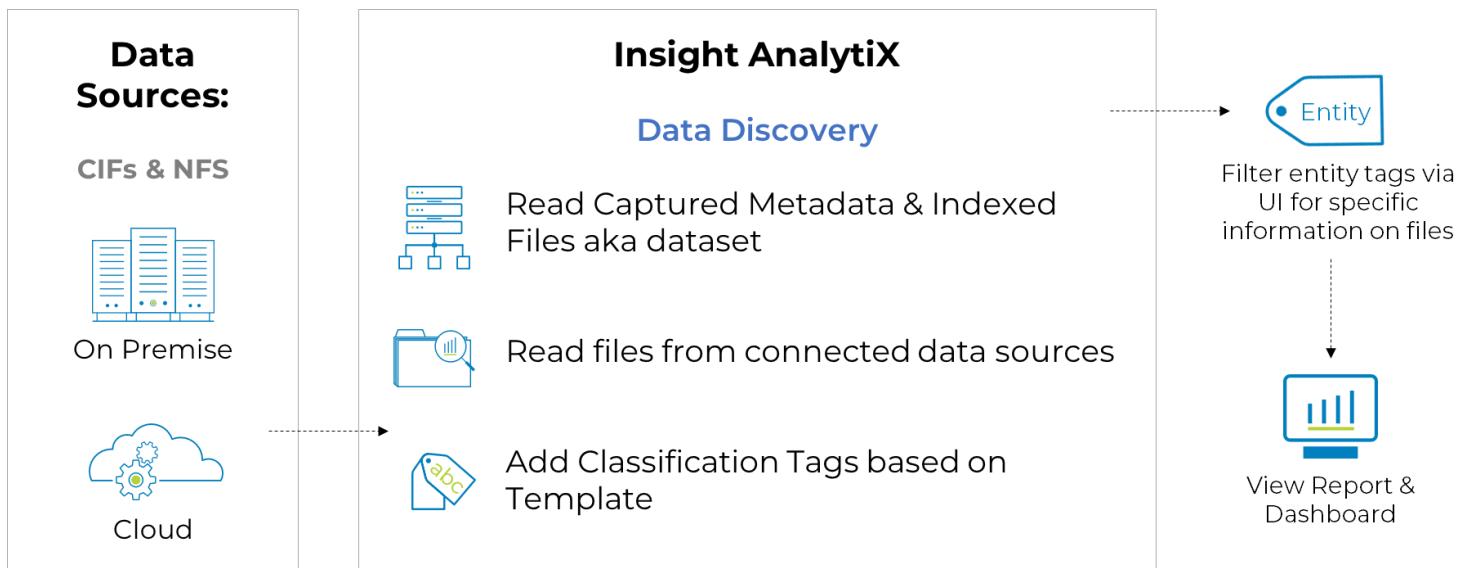 Data
Sources:
CIFs & NFS
On Premise
Cloud
Insight AnalytiX
Data Discovery
Read Captured Metadata & Indexed
Files aka dataset
Read files from connected data sources
abc
Add Classification Tags based on
Template
Entity
Filter entity tags via
UI for specific
information on files
View Report &
Dashboard